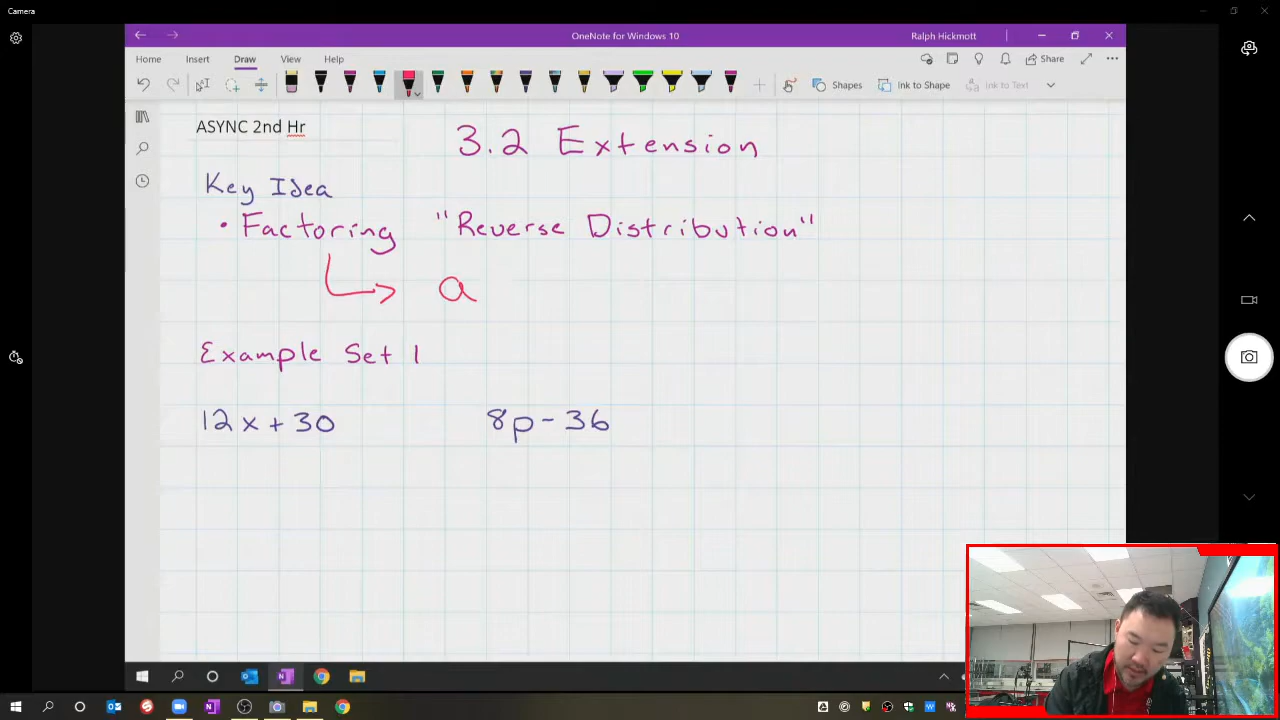 Camera
OneNote for Windows 10
Ralph Hickmott
Home
Insert
Draw
View
Help
Share
Shapes
Ink to Shape
Ink to Text
ASYNC 2nd Hr
3.2 Extension
Key Idea
• Factoring "Reverse Distribution"
a
Example Set 1
12x + 30
8p - 36